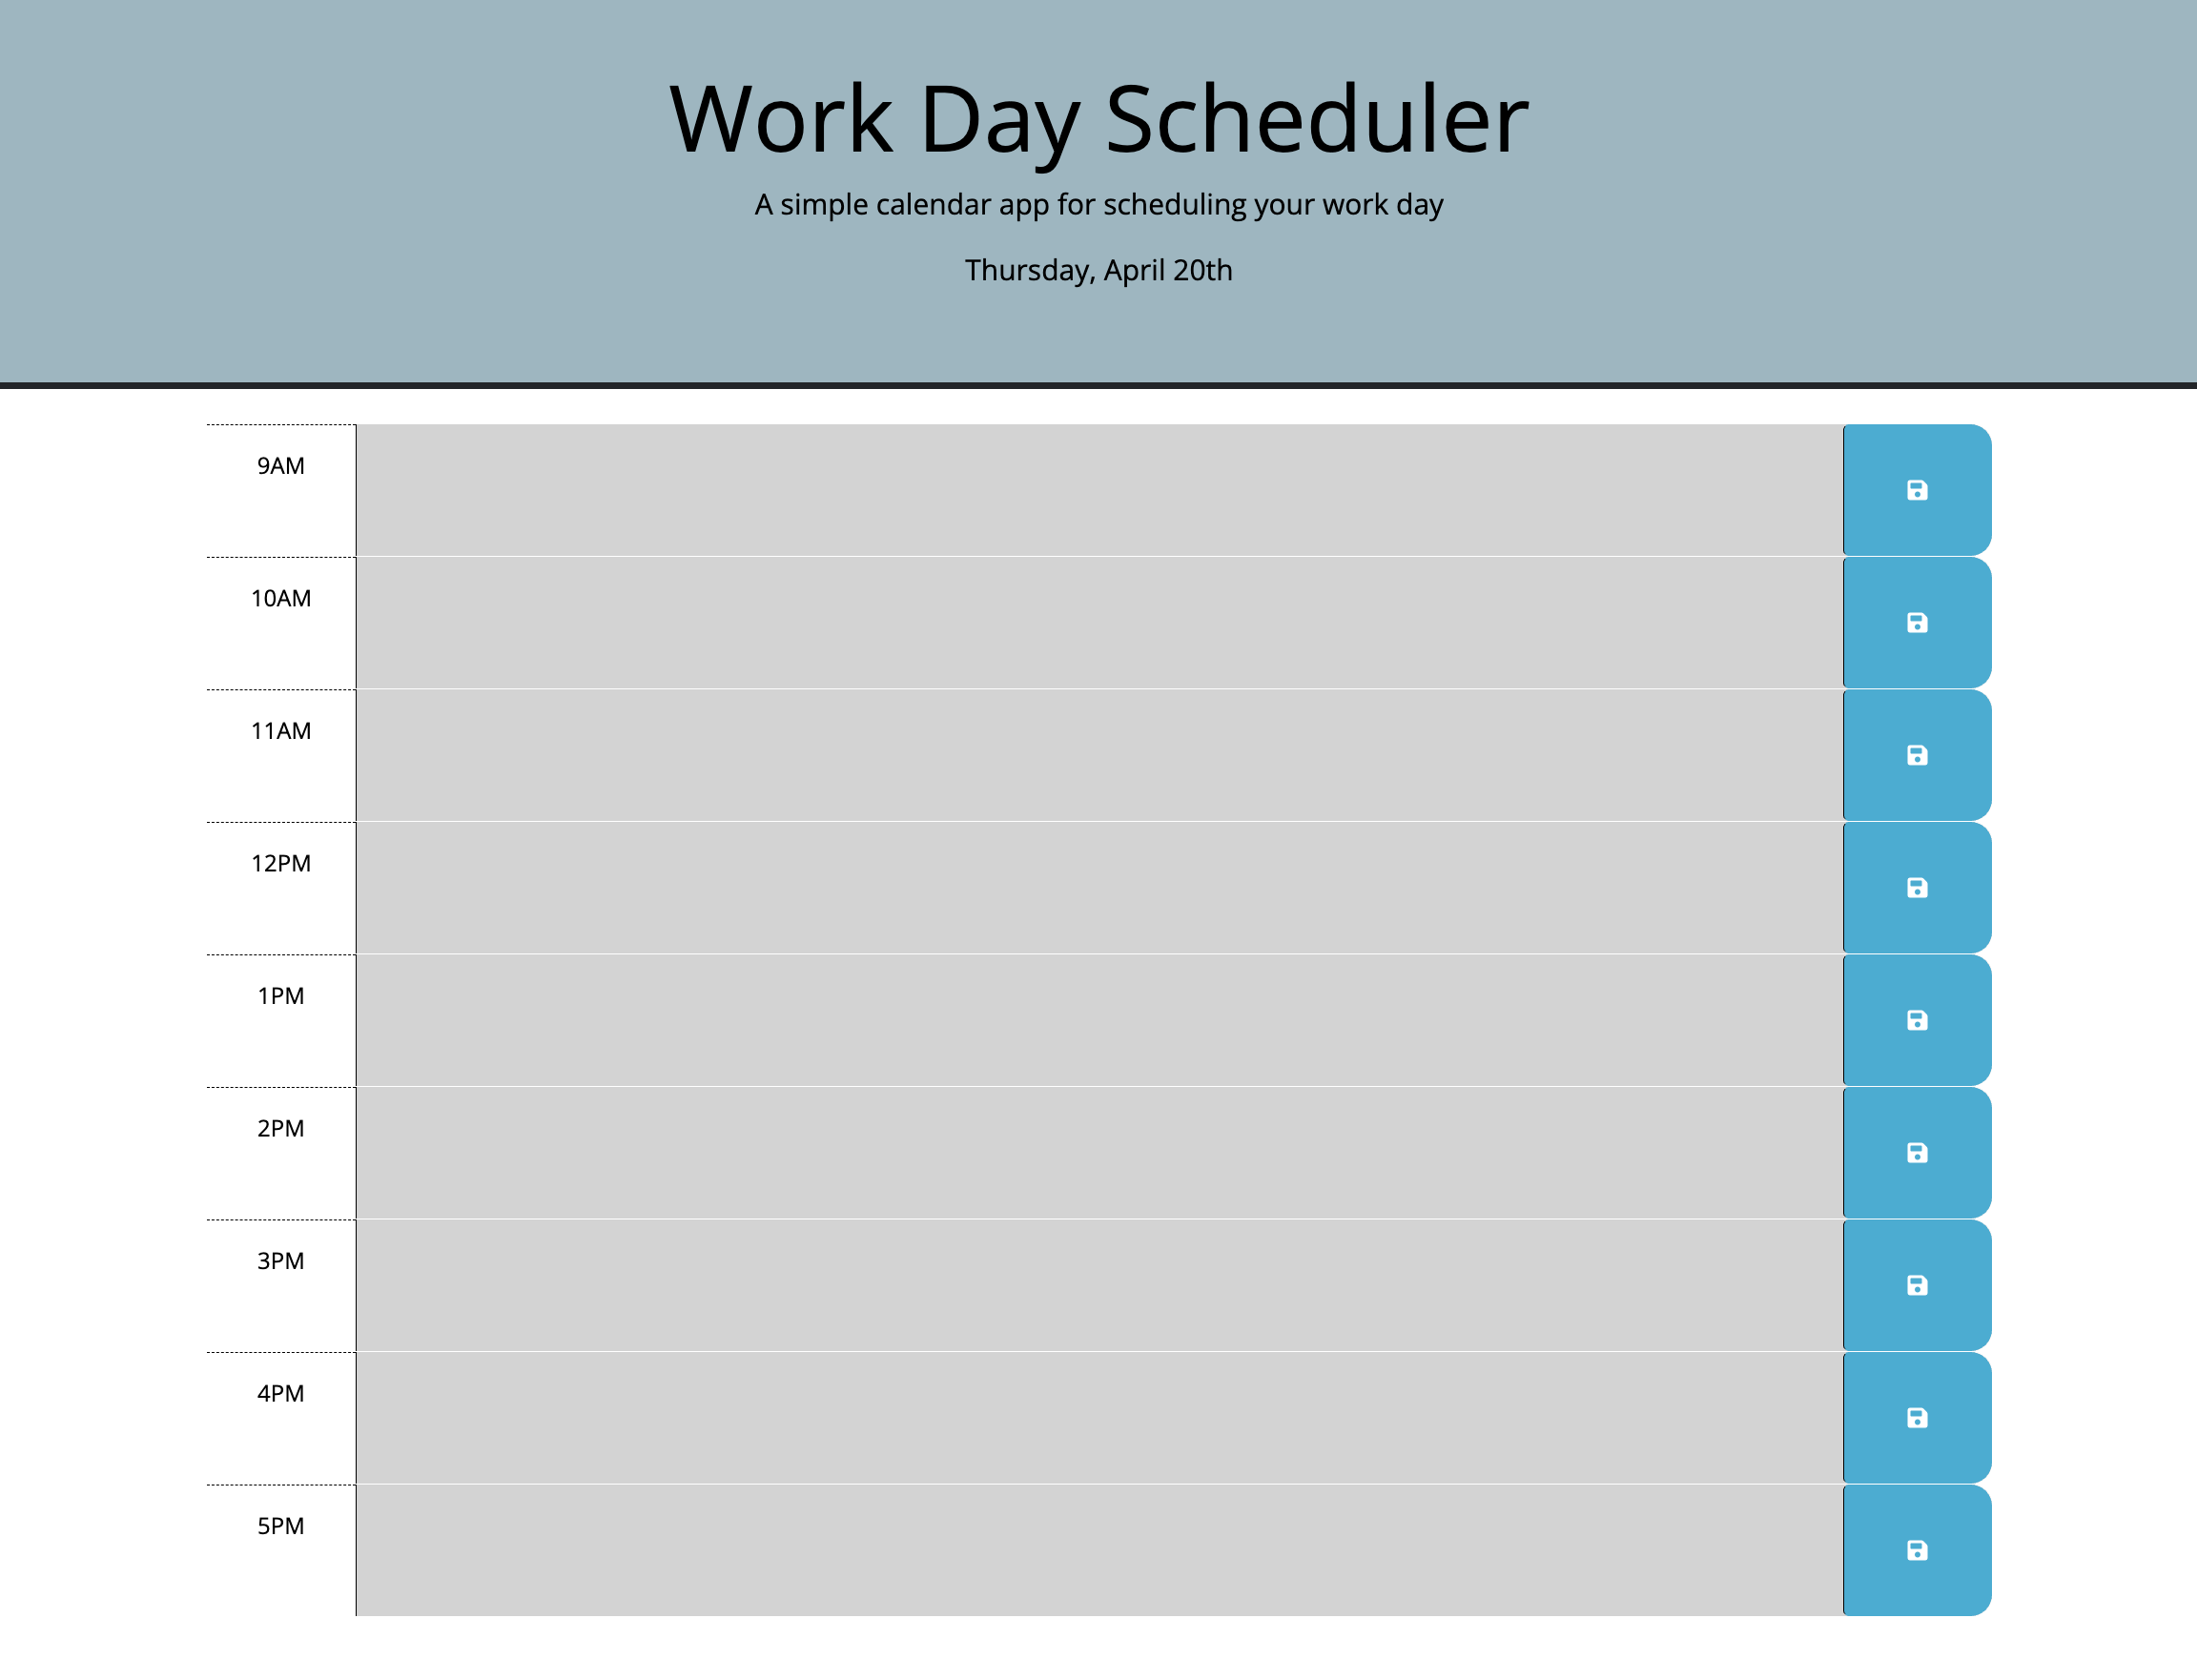 Work Day Scheduler
A simple calendar app for scheduling your work day
Thursday, April 20th
9AM
10AM
11AM
12PM
1PM
2PM
3PM
4PM
5PM